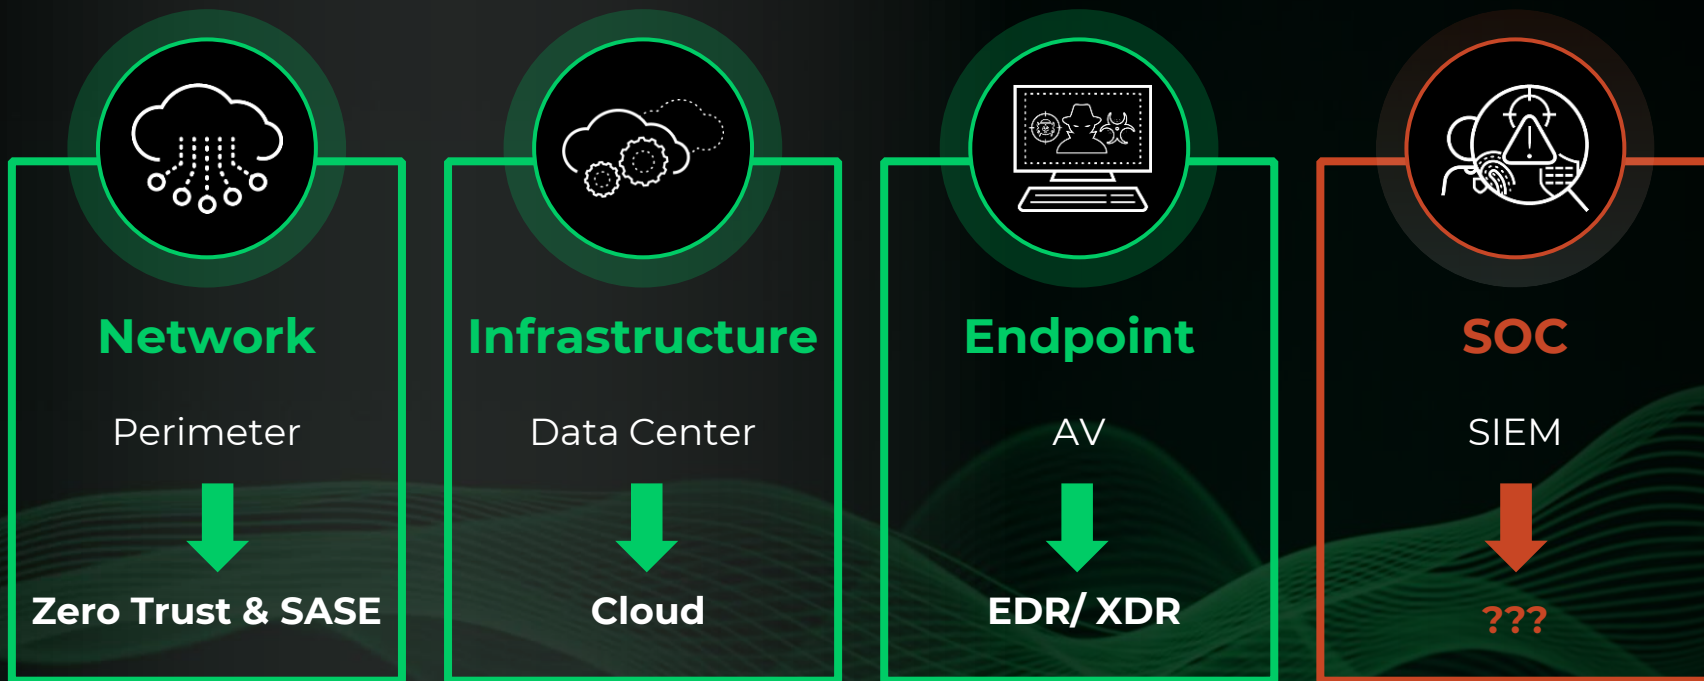 Network
Perimeter
Zero Trust & SASE
Infrastructure
Data Center
Cloud
Endpoint
AV
EDR/ XDR
SOC
SIEM
???